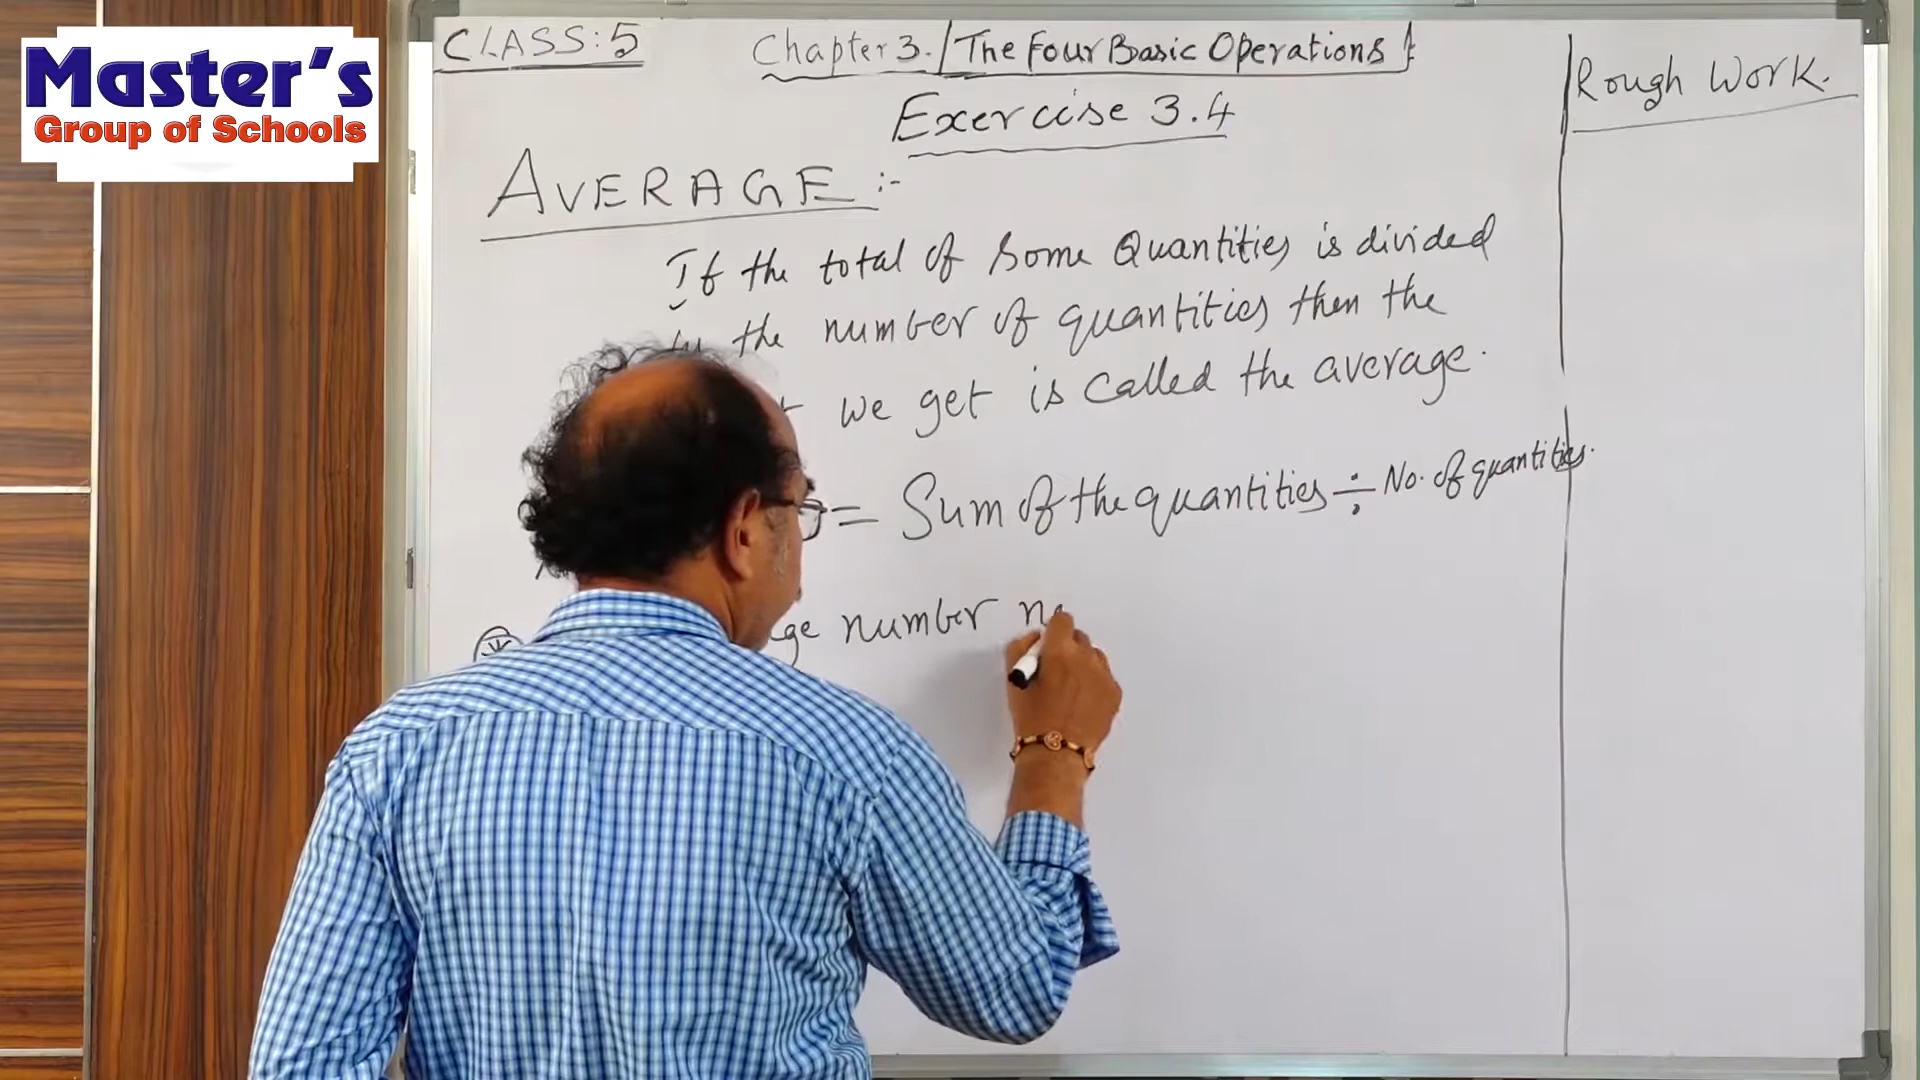 Master's
Group of Schools
CLASS: 5
Chapter 3. The Four Basic Operations
Rough Work.
Exercise 3.4
AVERAGE :-
If the total of Some Quantities is divided
the number of quantities then the
we get is called the average.
= Sum of the quantities ÷ No. of quantities.
number